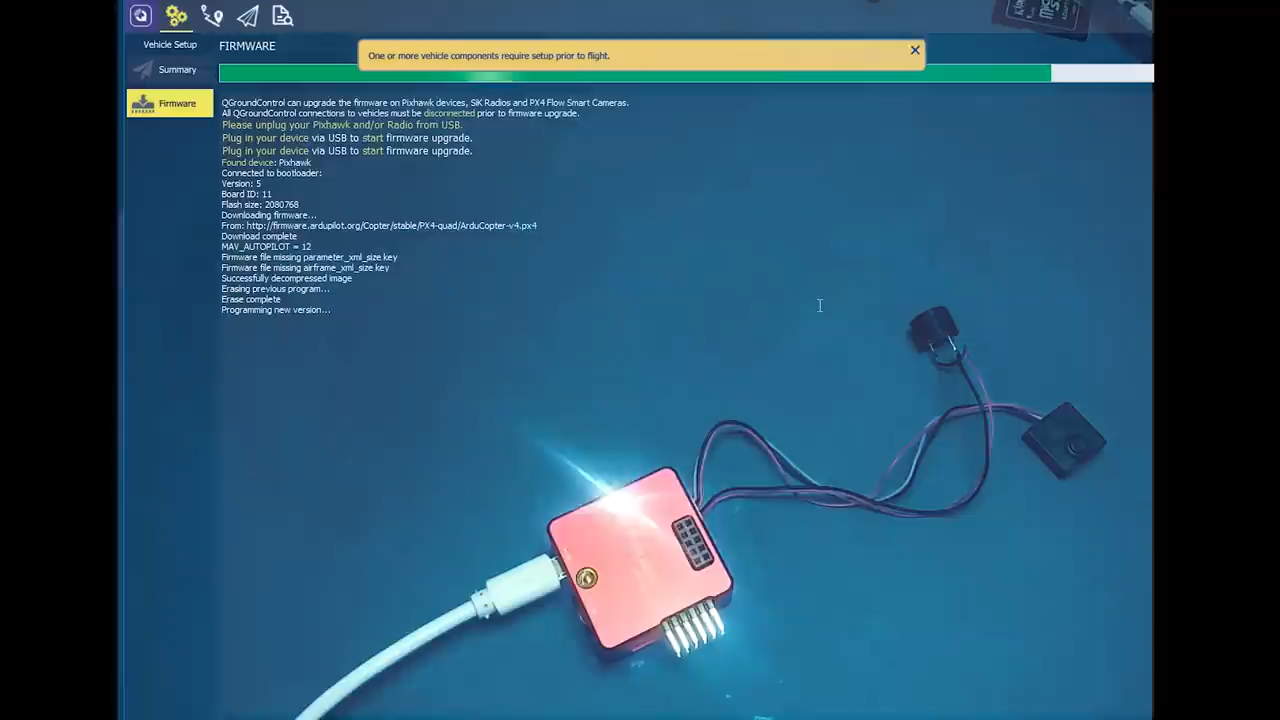 Vehicle Setup
FIRMWARE
One or more vehicle components require setup prior to flight.
Summary
Firmware
QGroundControl can upgrade the firmware on Pixhawk devices, SiK Radios and PX4 Flow Smart Cameras.
All QGroundControl connections to vehicles must be disconnected prior to firmware upgrade.
Please unplug your Pixhawk and/or Radio from USB.
Plug in your device via USB to start firmware upgrade.
Plug in your device via USB to start firmware upgrade.
Found device: Pixhawk
Connected to bootloader:
Version: 5
Board ID: 11
Flash size: 2080768
Downloading firmware...
From: http://firmware.ardupilot.org/Copter/stable/PX4-quad/ArduCopter-v4.px4
Download complete
MAV_AUTOPILOT = 12
Firmware file missing parameter_xml_size key
Firmware file missing airframe_xml_size key
Successfully decompressed image
Erasing previous program...
Erase complete
Programming new version...